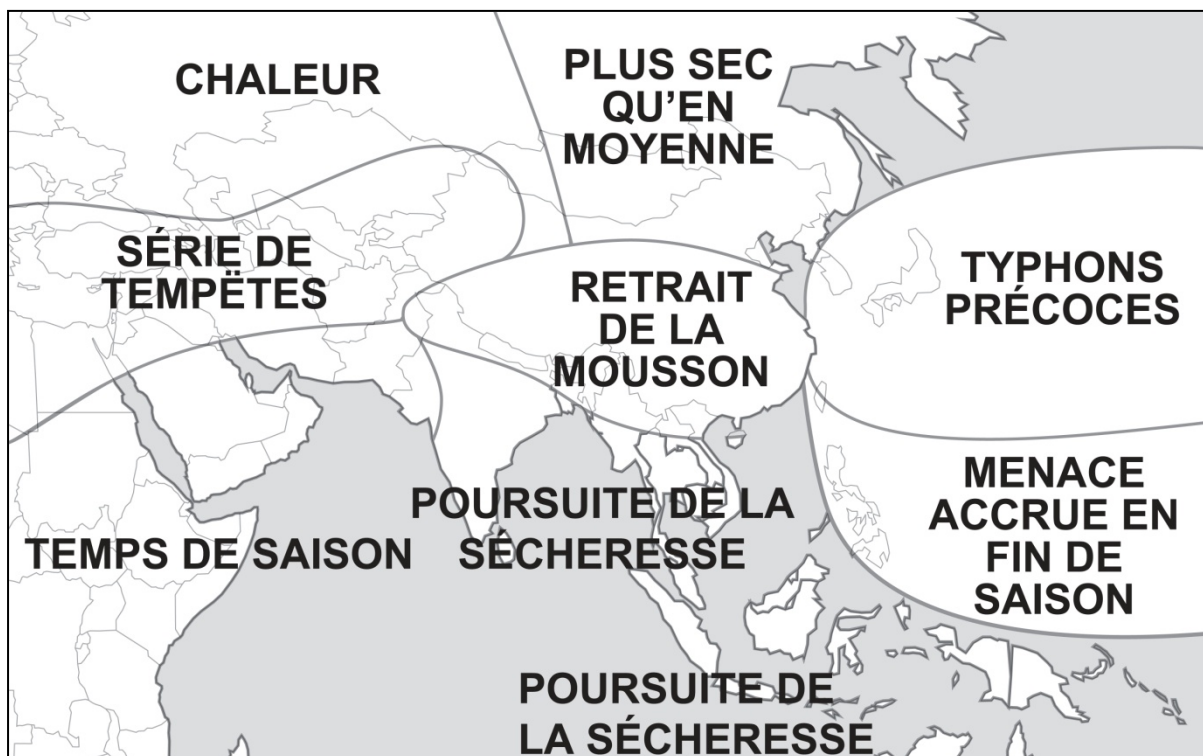 CHALEUR
PLUS SEC
QU'EN
MOYENNE
SÉRIE DE
TEMPËTES
RETRAIT
DE LA
MOUSSON
TYPHONS
PRÉCOCES
MENACE
ACCRUE EN
FIN DE
SAISON
TEMPS DE SAISON
POURSUITE DE LA
SÉCHERESSE
POURSUITE DE
LA SÉCHERESSE